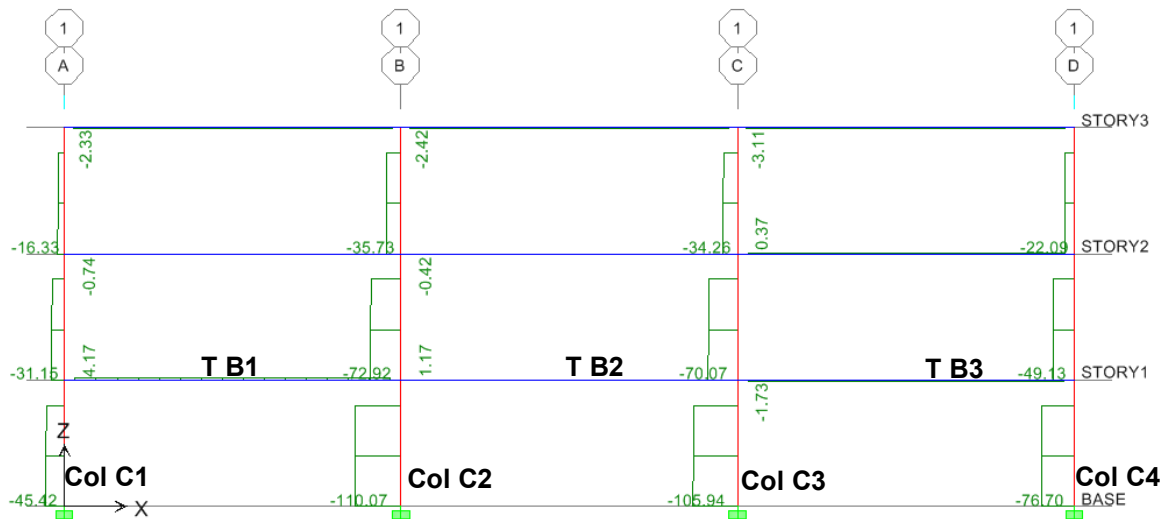 1 1 1 1
A B C D
STORY3
-2.33 -2.42 -3.11
-16.33 -35.73 -34.26 0.37 -22.09 STORY2
-0.74 -0.42
T B1 T B2 T B3
-31.15 4.17 -72.92 1.17 -70.07 -49.13 STORY1
-1.73
Z
Col C1 Col C2 Col C3 Col C4
-45.42 -110.07 -105.94 -76.70 BASE
X